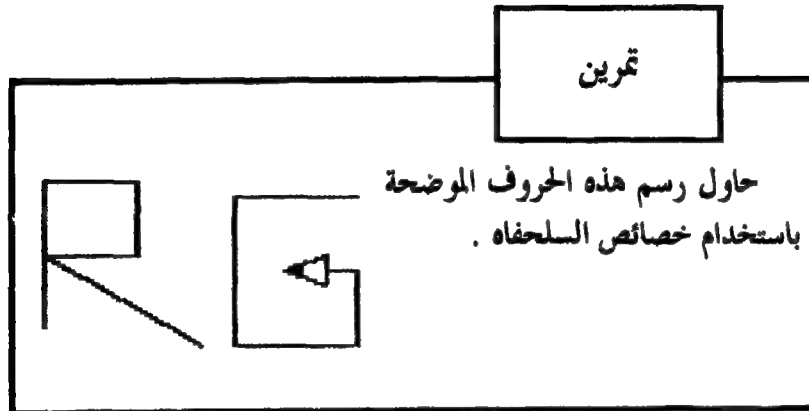 تمرين
حاول رسم هذه الحروف الموضحة
باستخدام خصائص السلحفاه .
R G